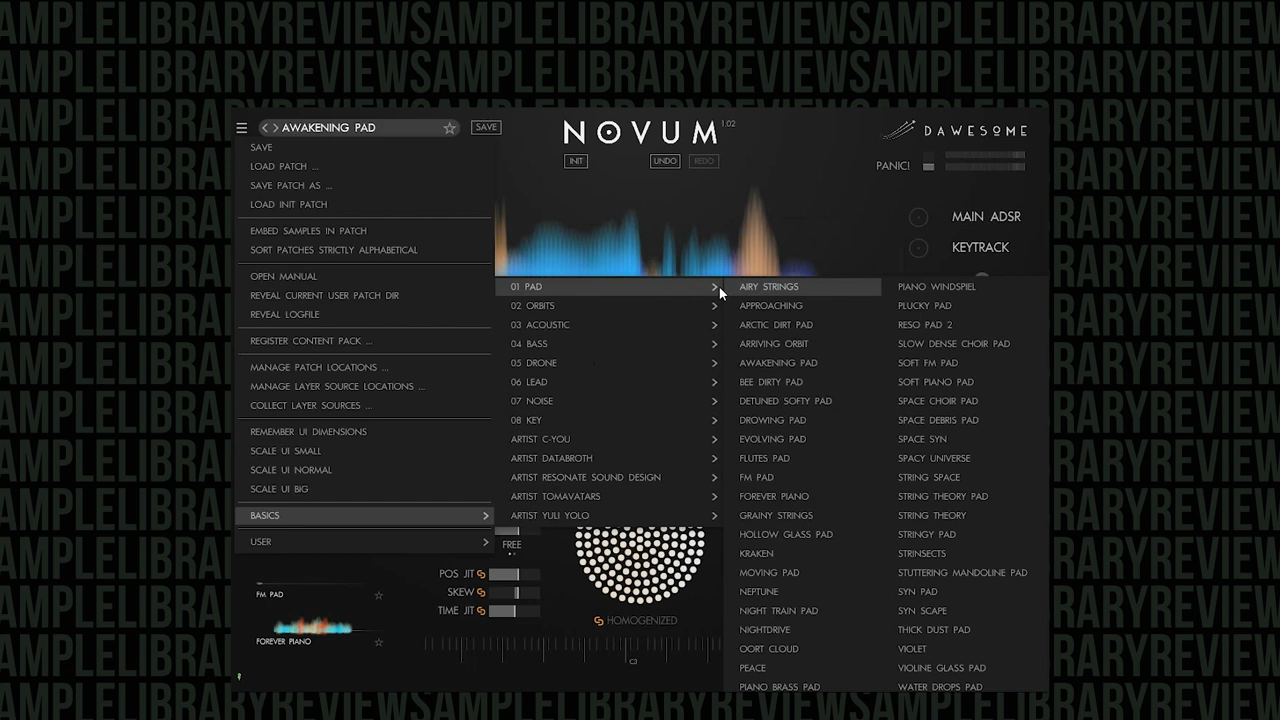 AMPLELIBRARYREVIEWSAMPLELIBRARYREVIEWSAMPLELIBRARYREVIEWS
AWAKENING PAD
SAVE
NOVUM 1.02
DAWESOME
INIT
UNDO
REDO
PANIC!
MAIN ADSR
KEYTRACK
SAVE
LOAD PATCH ...
SAVE PATCH AS ...
LOAD INIT PATCH
EMBED SAMPLES IN PATCH
SORT PATCHES STRICTLY ALPHABETICAL
OPEN MANUAL
REVEAL CURRENT USER PATCH DIR
REVEAL LOGFILE
REGISTER CONTENT PACK ...
MANAGE PATCH LOCATIONS ...
MANAGE LAYER SOURCE LOCATIONS ...
COLLECT LAYER SOURCES ...
REMEMBER UI DIMENSIONS
SCALE UI SMALL
SCALE UI NORMAL
SCALE UI BIG
BASICS
USER
01 PAD
02 ORBITS
03 ACOUSTIC
04 BASS
05 DRONE
06 LEAD
07 NOISE
08 KEY
ARTIST C-YOU
ARTIST DATABROTH
ARTIST RESONATE SOUND DESIGN
ARTIST TOMAVATARS
ARTIST YULI YOLO
AIRY STRINGS
APPROACHING
ARCTIC DIRT PAD
ARRIVING ORBIT
AWAKENING PAD
BEE DIRTY PAD
DETUNED SOFTY PAD
DROWING PAD
EVOLVING PAD
FLUTES PAD
FM PAD
FOREVER PIANO
GRAINY STRINGS
HOLLOW GLASS PAD
KRAKEN
MOVING PAD
NEPTUNE
NIGHT TRAIN PAD
NIGHTDRIVE
OORT CLOUD
PEACE
PIANO BRASS PAD
PIANO WINDSPIEL
PLUCKY PAD
RESO PAD 2
SLOW DENSE CHOIR PAD
SOFT FM PAD
SOFT PIANO PAD
SPACE CHOIR PAD
SPACE DEBRIS PAD
SPACE SYN
SPACY UNIVERSE
STRING SPACE
STRING THEORY PAD
STRING THEORY
STRINGY PAD
STRINSECTS
STUTTERING MANDOLINE PAD
SYN PAD
SYN SCAPE
THICK DUST PAD
VIOLET
VIOLINE GLASS PAD
WATER DROPS PAD
FREE
POS JIT
SKEW
TIME JIT
HOMOGENIZED
C3
FM PAD
FOREVER PIANO